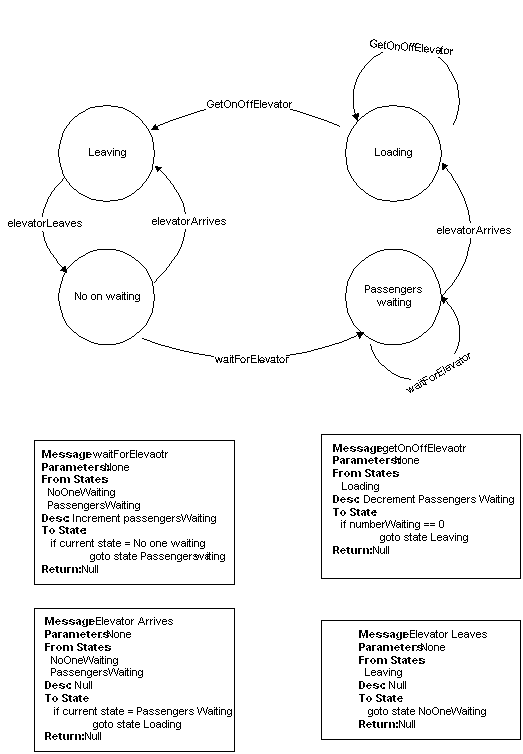 GetOnOffElevator
GetOnOffElevator
Leaving
Loading
elevatorLeaves
elevatorArrives
elevatorArrives
No on waiting
Passengers
waiting
waitForElevator
waitForElevator
Message:waitForElevaotr
Parameters:None
From States:
NoOneWaiting
PassengersWaiting
Desc: Increment passengersWaiting
To State:
if current state = No one waiting
goto state Passengerswaiting
Return:Null
Message:getOnOffElevaotr
Parameters:None
From States:
Loading
Desc: Decrement Passengers Waiting
To State:
if numberWaiting == 0
goto state Leaving
Return:Null
Message:Elevator Arrives
Parameters:None
From States:
NoOneWaiting
PassengersWaiting
Desc: Null
To State:
if current state = Passengers Waiting
goto state Loading
Return:Null
Message:Elevator Leaves
Parameters:None
From States:
Leaving
Desc: Null
To State:
goto state NoOneWaiting
Return:Null